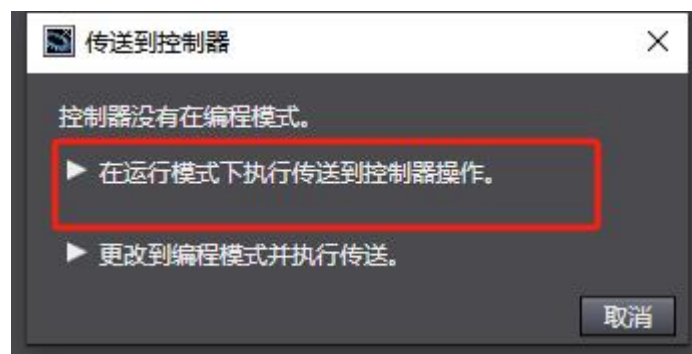 传送到控制器
控制器没有在编程模式。
在运行模式下执行传送到控制器操作。
更改到编程模式并执行传送。
取消